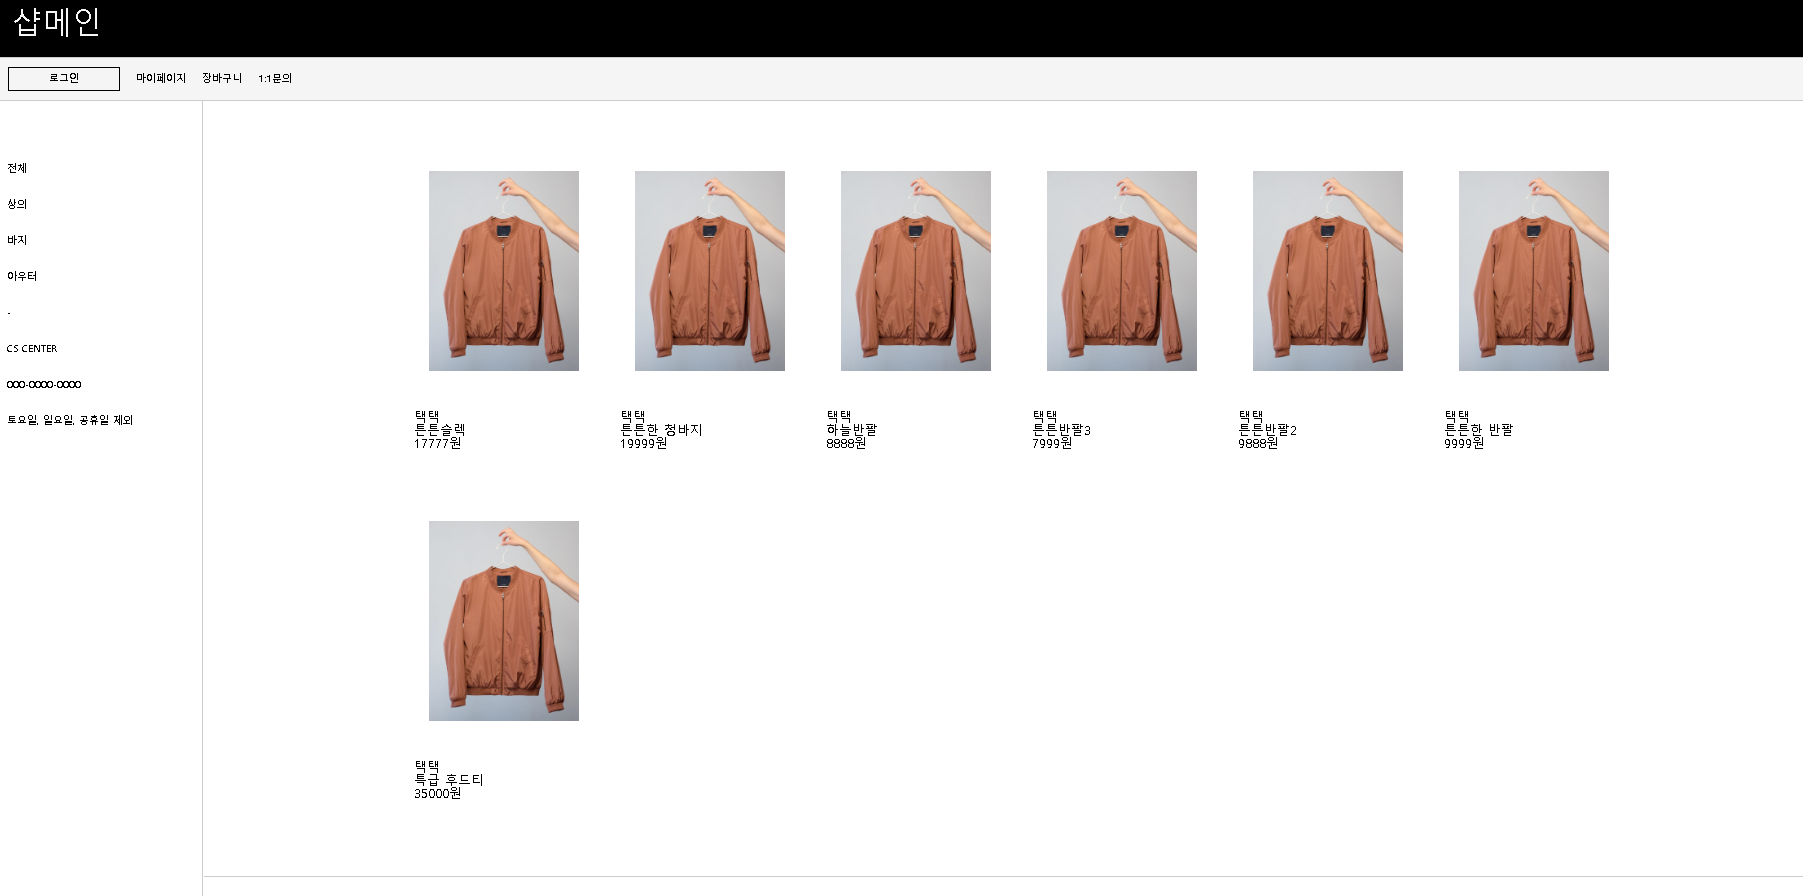 샵메인
로그인 마이페이지 장바구니 1:1문의
전체
상의
바지
아우터
-
CS CENTER
000-0000-0000
토요일, 일요일, 공휴일 제외
택택
튼튼슬렉
17777원
택택
튼튼한 청바지
19999원
택택
하늘반팔
8888원
택택
튼튼반팔3
7999원
택택
튼튼반팔2
9888원
택택
튼튼한 반팔
9999원
택택
특급 후드티
35000원